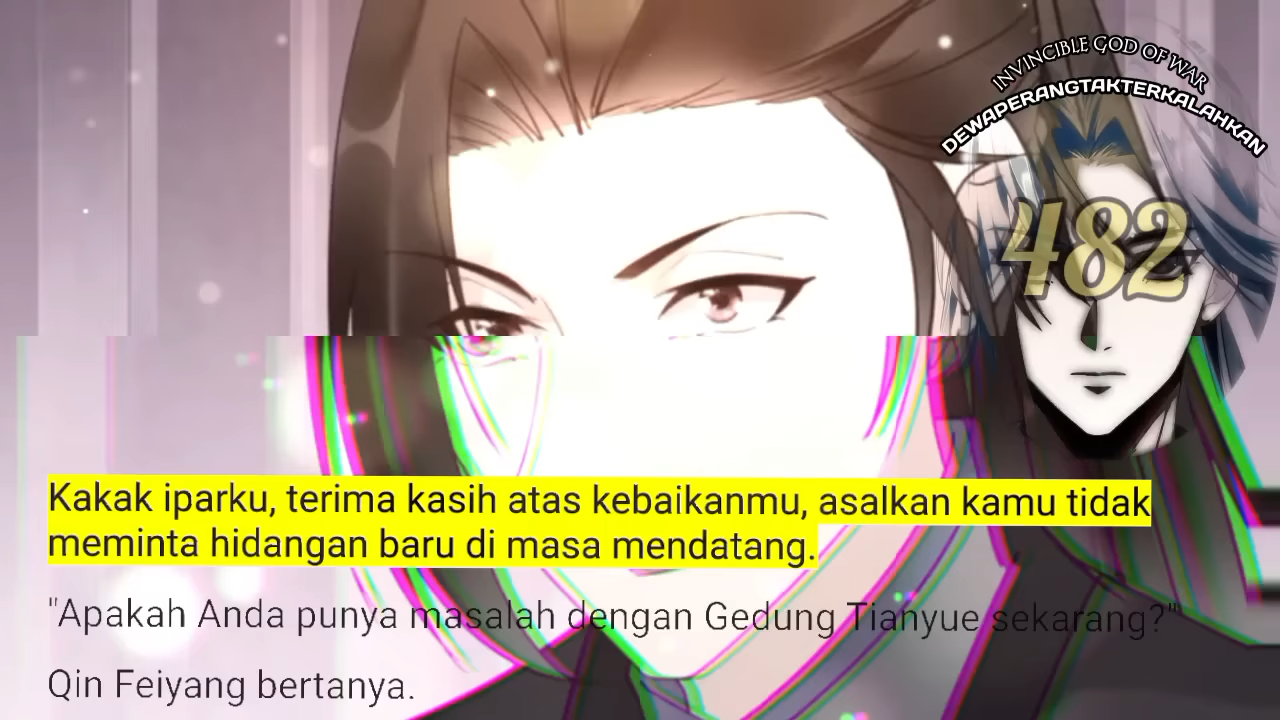 INVINCIBLE GOD OF WAR
DEWAPERANGTAKTERKALAHKAN
482
Kakak iparku, terima kasih atas kebaikanmu, asalkan kamu tidak
meminta hidangan baru di masa mendatang.
"Apakah Anda punya masalah dengan Gedung Tianyue sekarang?"
Qin Feiyang bertanya.